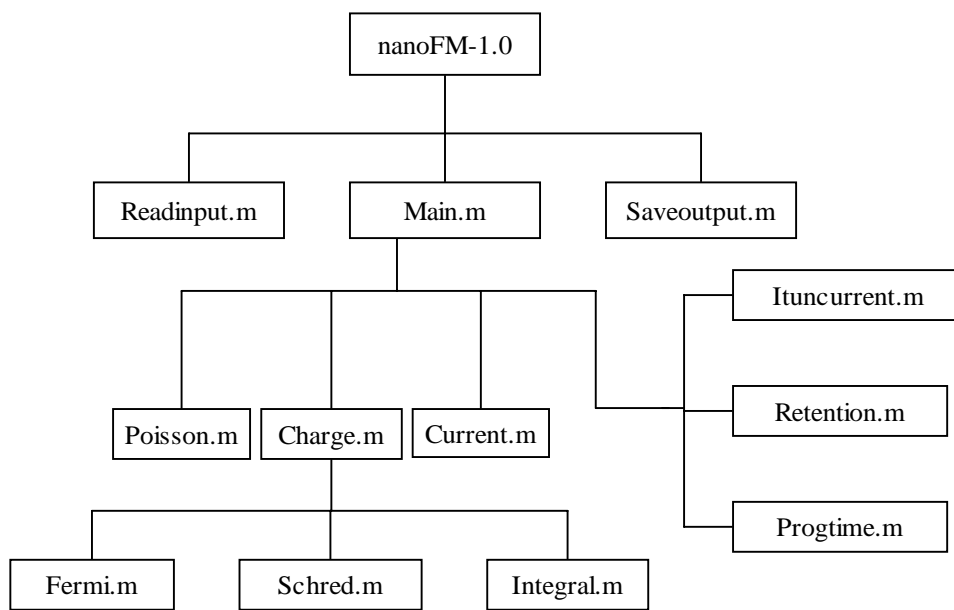 nanoFM-1.0
Readinput.m
Main.m
Saveoutput.m
Ituncurrent.m
Poisson.m
Charge.m
Current.m
Retention.m
Progtime.m
Fermi.m
Schred.m
Integral.m